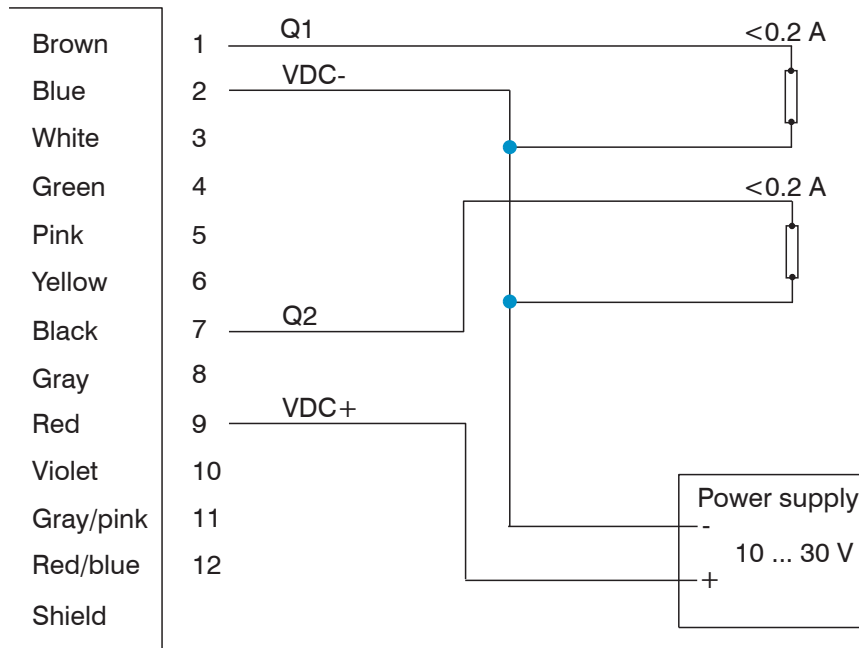 Brown 1 Q1 <0.2 A
Blue 2 VDC-
White 3
Green 4 <0.2 A
Pink 5
Yellow 6
Black 7 Q2
Gray 8
Red 9 VDC+
Violet 10
Power supply
Gray/pink 11
-
10 ... 30 V
Red/blue 12
+
Shield